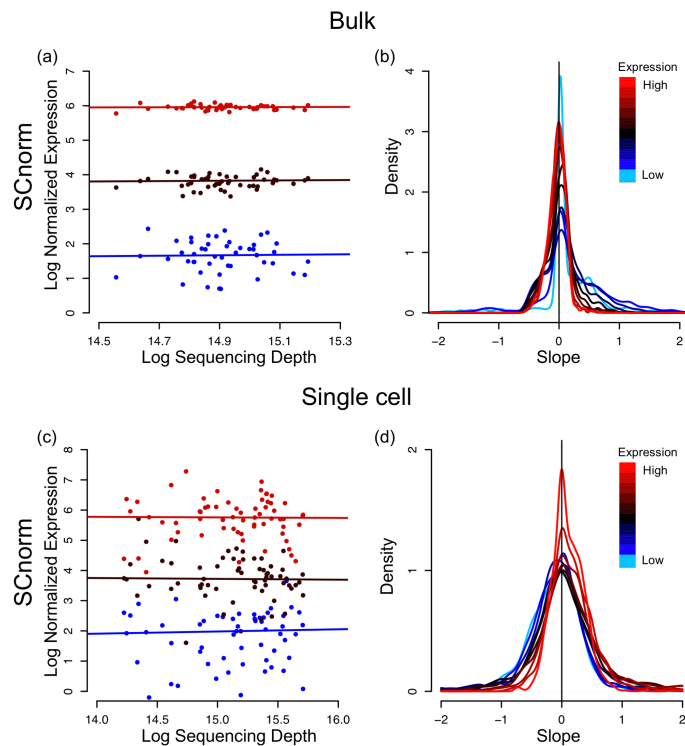 Bulk
(a)
(b)
SCnorm
Log Normalized Expression
7
6
5
4
3
2
1
0
14.5 14.7 14.9 15.1 15.3
Log Sequencing Depth
Density
4
3
2
1
0
−2 −1 0 1 2
Slope
Expression
High
Low
Single cell
(c)
(d)
SCnorm
Log Normalized Expression
8
7
6
5
4
3
2
1
0
14.0 14.5 15.0 15.5 16.0
Log Sequencing Depth
Density
2
1
0
−2 −1 0 1 2
Slope
Expression
High
Low